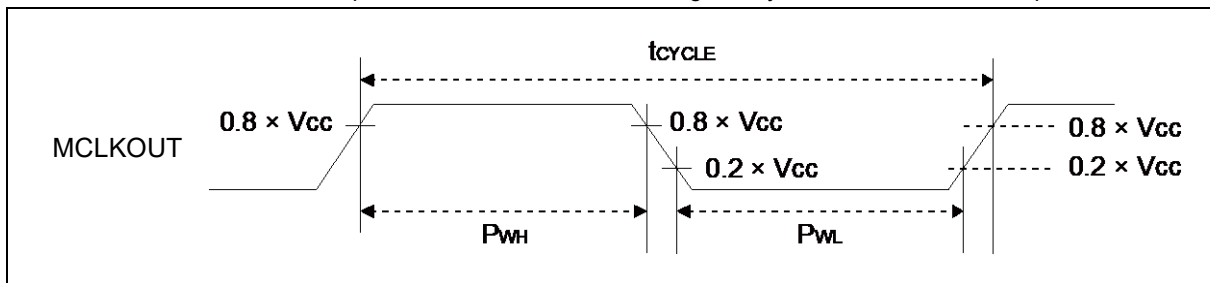 tCYCLE
0.8 × Vcc
0.8 × Vcc
0.8 × Vcc
MCLKOUT
0.2 × Vcc
0.2 × Vcc
PWH
PWL